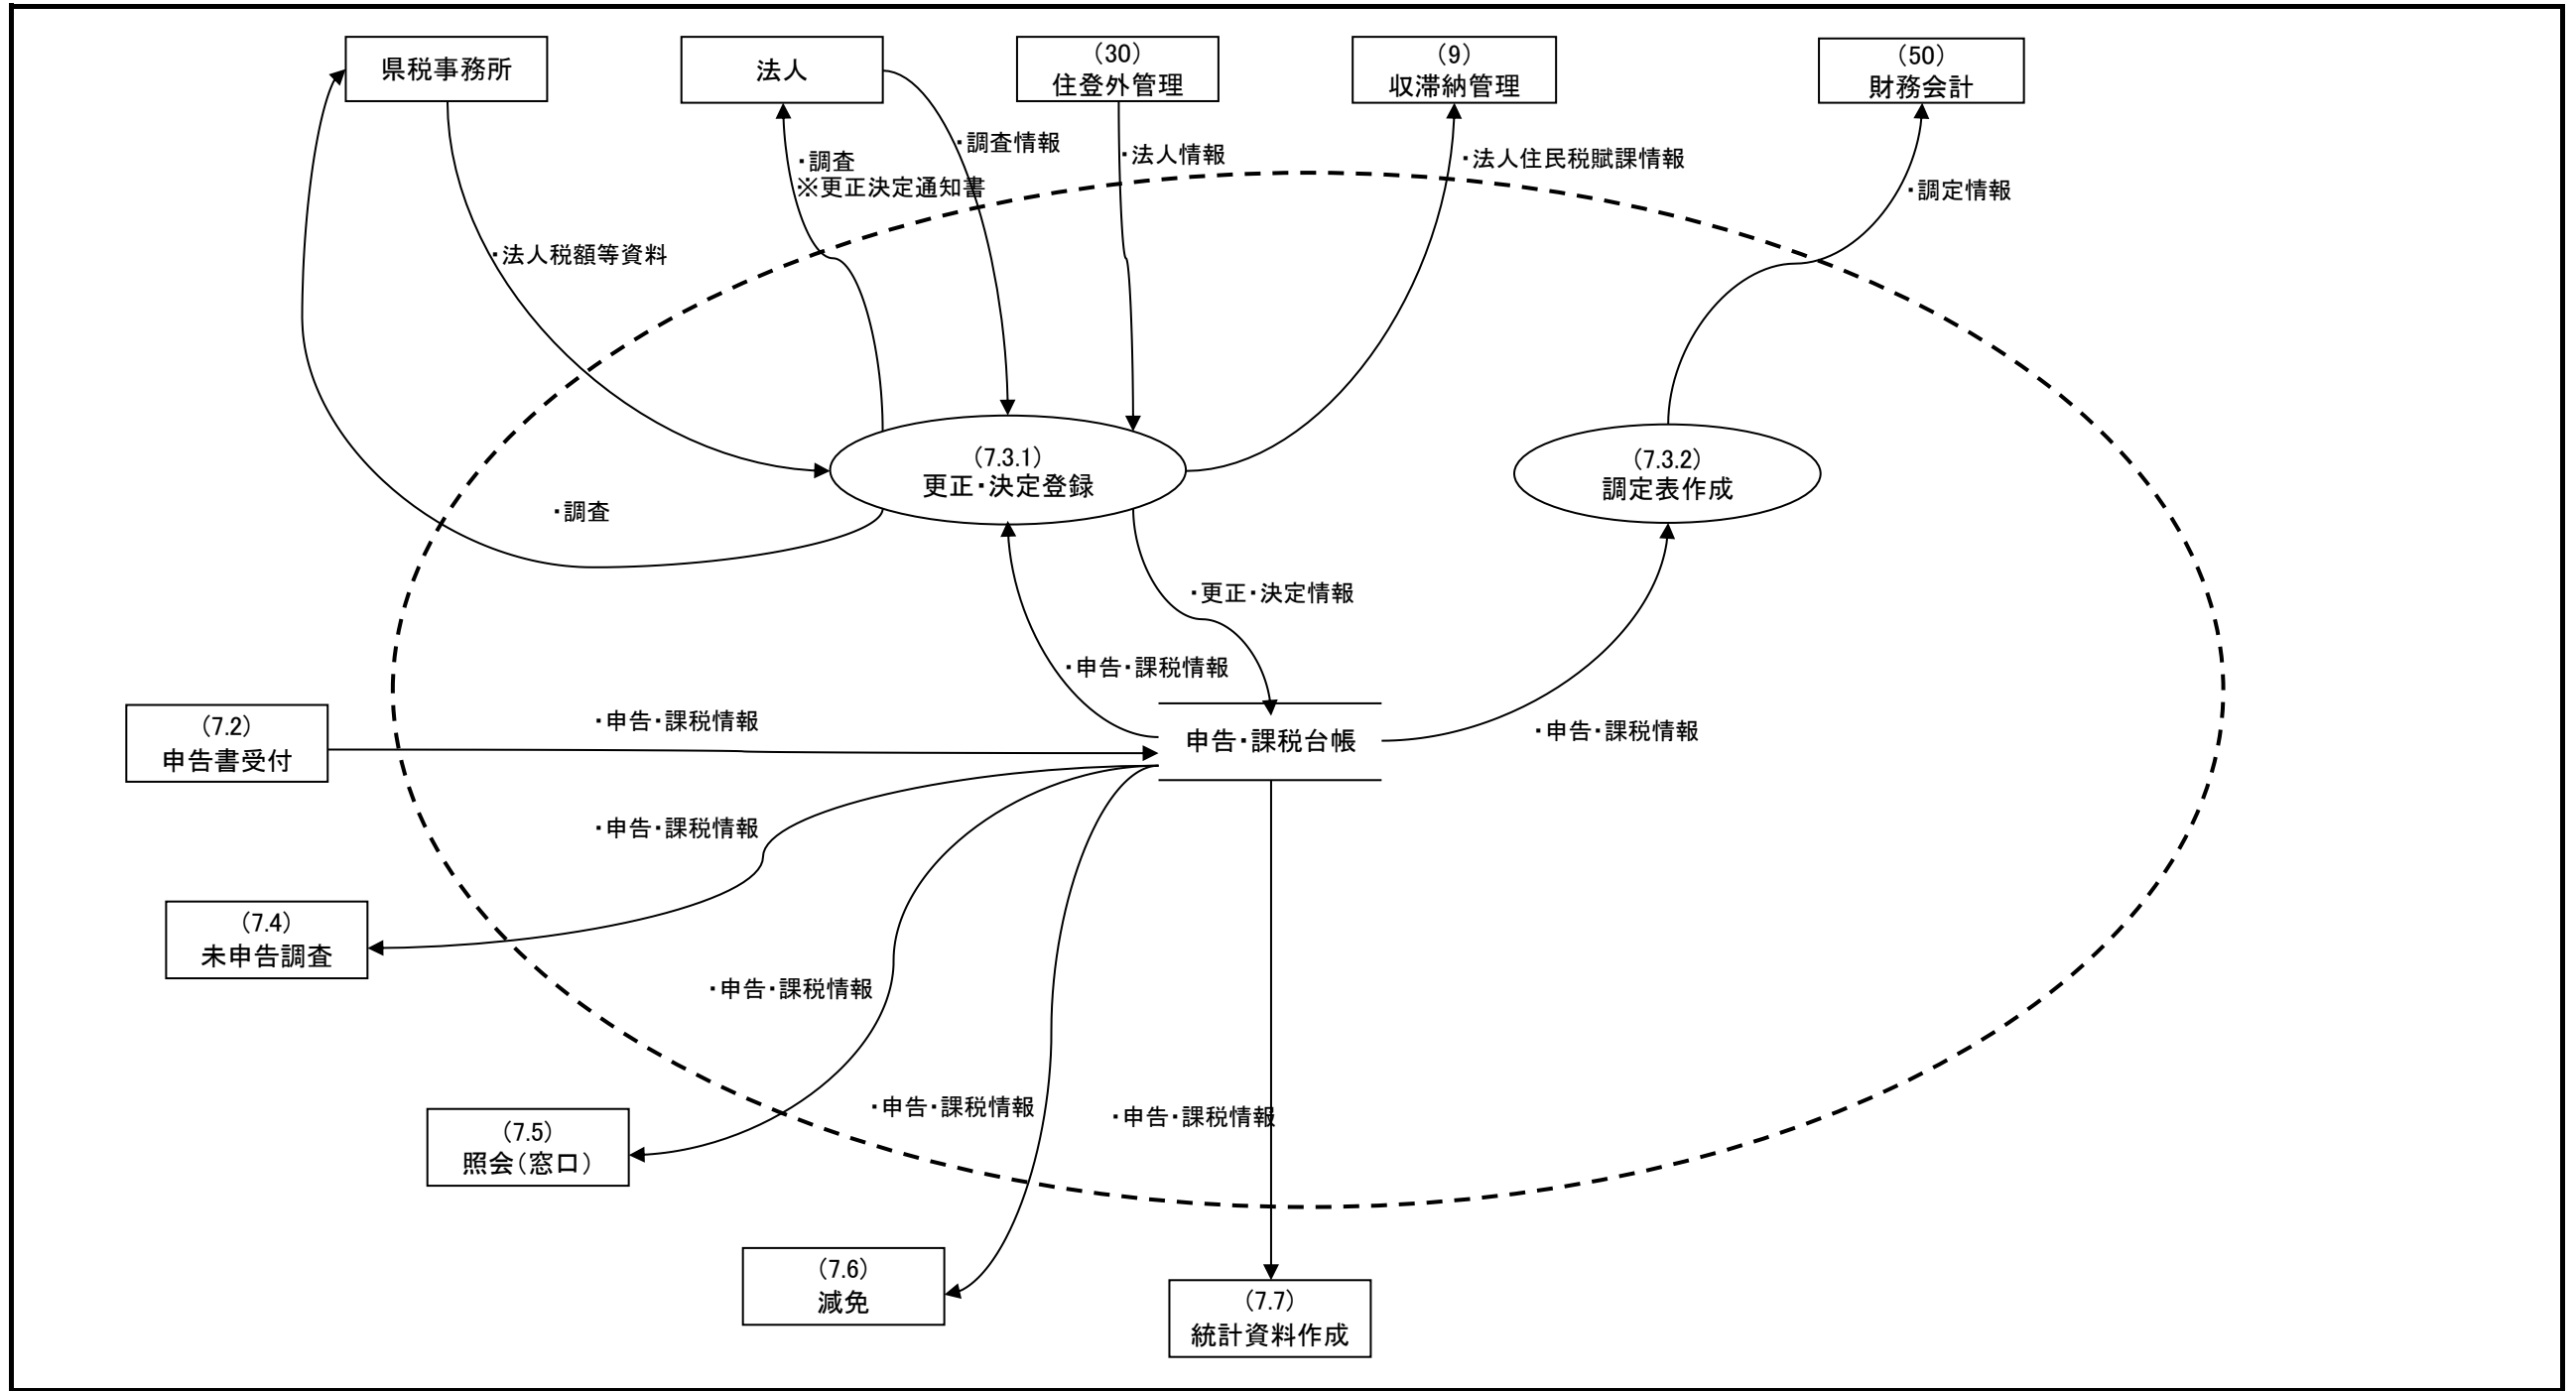 県税事務所
法人
（30）
住登外管理
（9）
収滞納管理
（50）
財務会計
・調査
※更正決定通知書
・調査情報
・法人情報
・法人住民税賦課情報
・調定情報
・法人税額等資料
（7.3.1）
更正・決定登録
（7.3.2）
調定表作成
・調査
・更正・決定情報
・申告・課税情報
（7.2）
申告書受付
・申告・課税情報
申告・課税台帳
・申告・課税情報
・申告・課税情報
（7.4）
未申告調査
・申告・課税情報
・申告・課税情報
・申告・課税情報
（7.5）
照会（窓口）
（7.6）
減免
（7.7）
統計資料作成